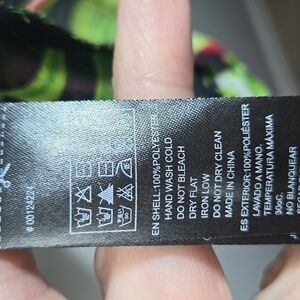 # 00124224
EN SHELL:100%POLYESTER
HAND WASH COLD
DO NOT BLEACH
DRY FLAT
IRON LOW
DO NOT DRY CLEAN
MADE IN CHINA
ES EXTERIOR:100%POLIÉSTER
LAVADO A MANO.
TEMPERATURA MÁXIMA
30C.
NO BLANQUEAR